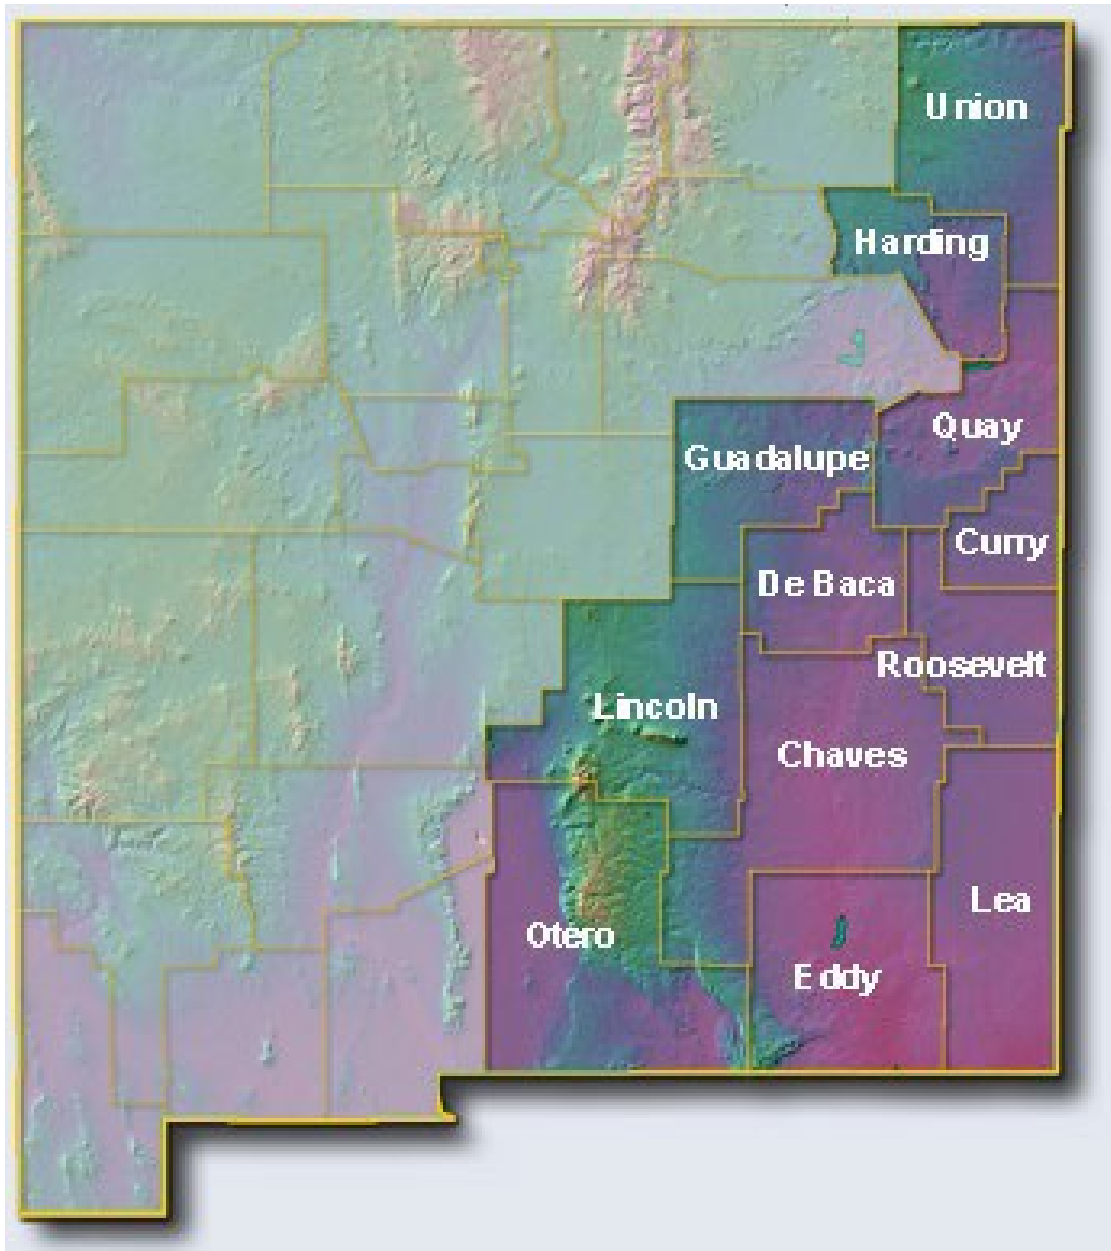 Union
Harding
Quay
Guadalupe
Curry
De Baca
Roosevelt
Lincoln
Chaves
Lea
Otero
Eddy